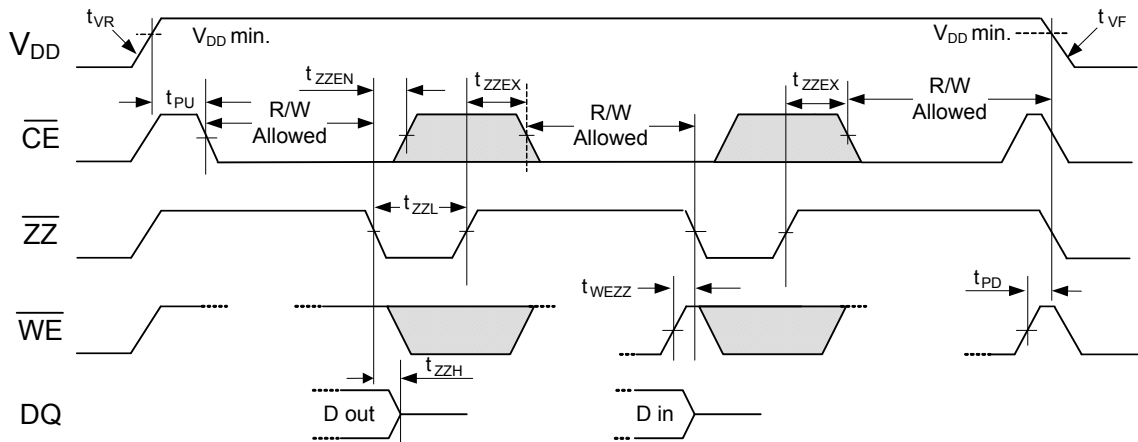 tVR
VDD
VDD min.
VDD min.
tVF
tPU
R/W
Allowed
tZZEN
tZZEX
R/W
Allowed
tZZEX
R/W
Allowed
CE
tZZL
ZZ
tWEZZ
tPD
WE
tZZH
DQ
D out
D in